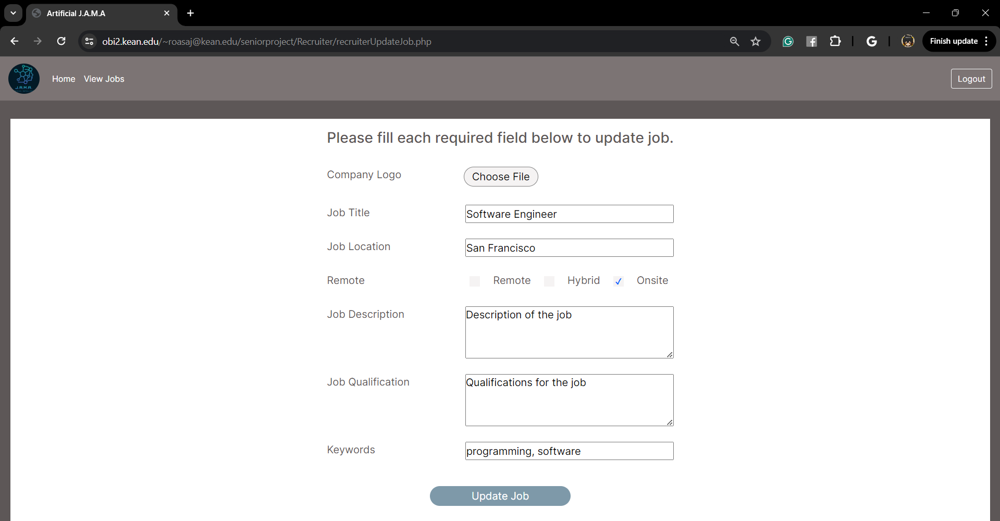 Artificial J.A.M.A
obi2.kean.edu/~roasaj@kean.edu/seniorproject/Recruiter/recruiterUpdateJob.php
Finish update
J.A.M.A.
Home View Jobs
Logout
Please fill each required field below to update job.
Company Logo Choose File
Job Title Software Engineer
Job Location San Francisco
Remote Remote Hybrid Onsite
Job Description Description of the job
Job Qualification Qualifications for the job
Keywords programming, software
Update Job